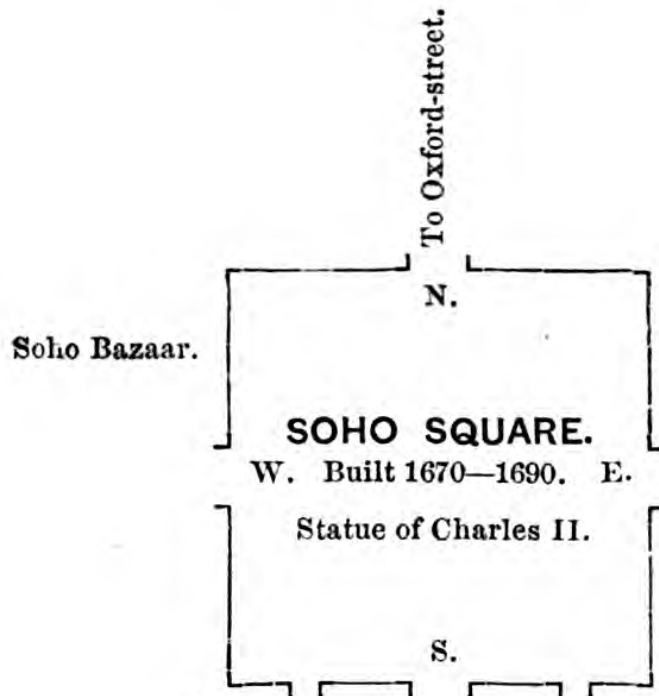 To Oxford-street.
N.
Soho Bazaar.
SOHO SQUARE.
W. Built 1670—1690. E.
Statue of Charles II.
S.